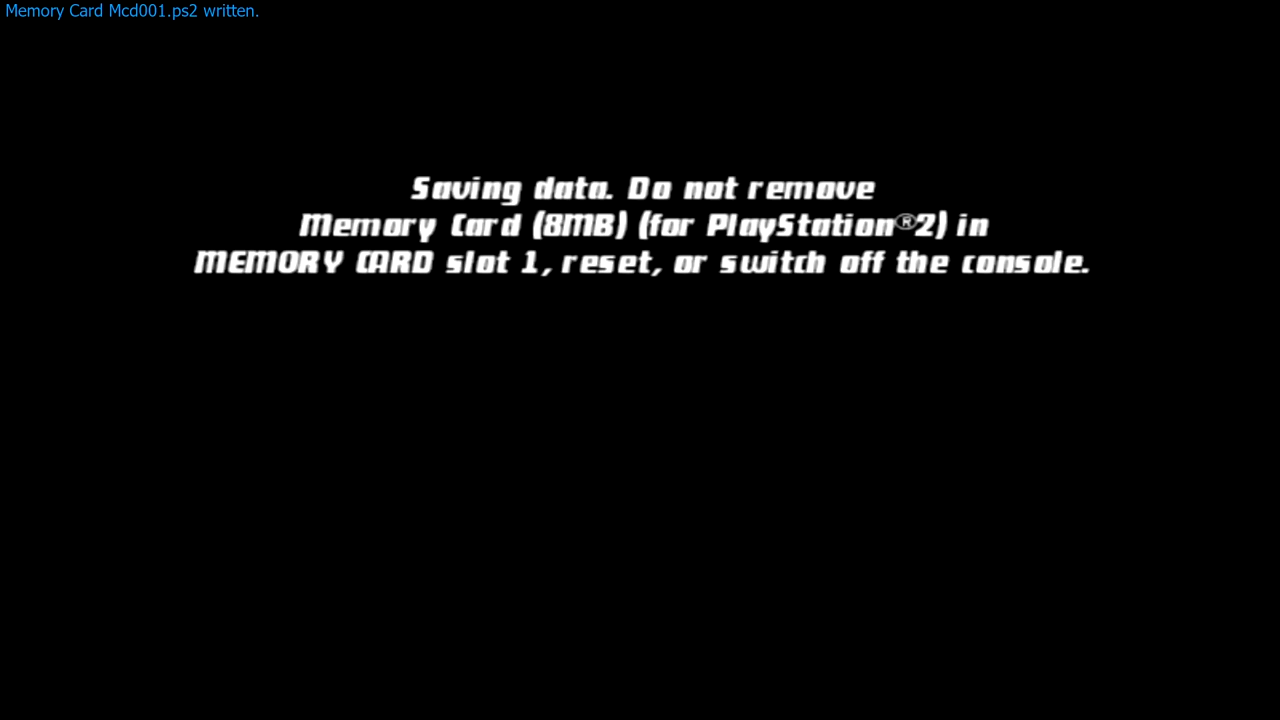 Memory Card Mcd001.ps2 written.
Saving data. Do not remove
Memory Card (8MB) (for PlayStation®2) in
MEMORY CARD slot 1, reset, or switch off the console.